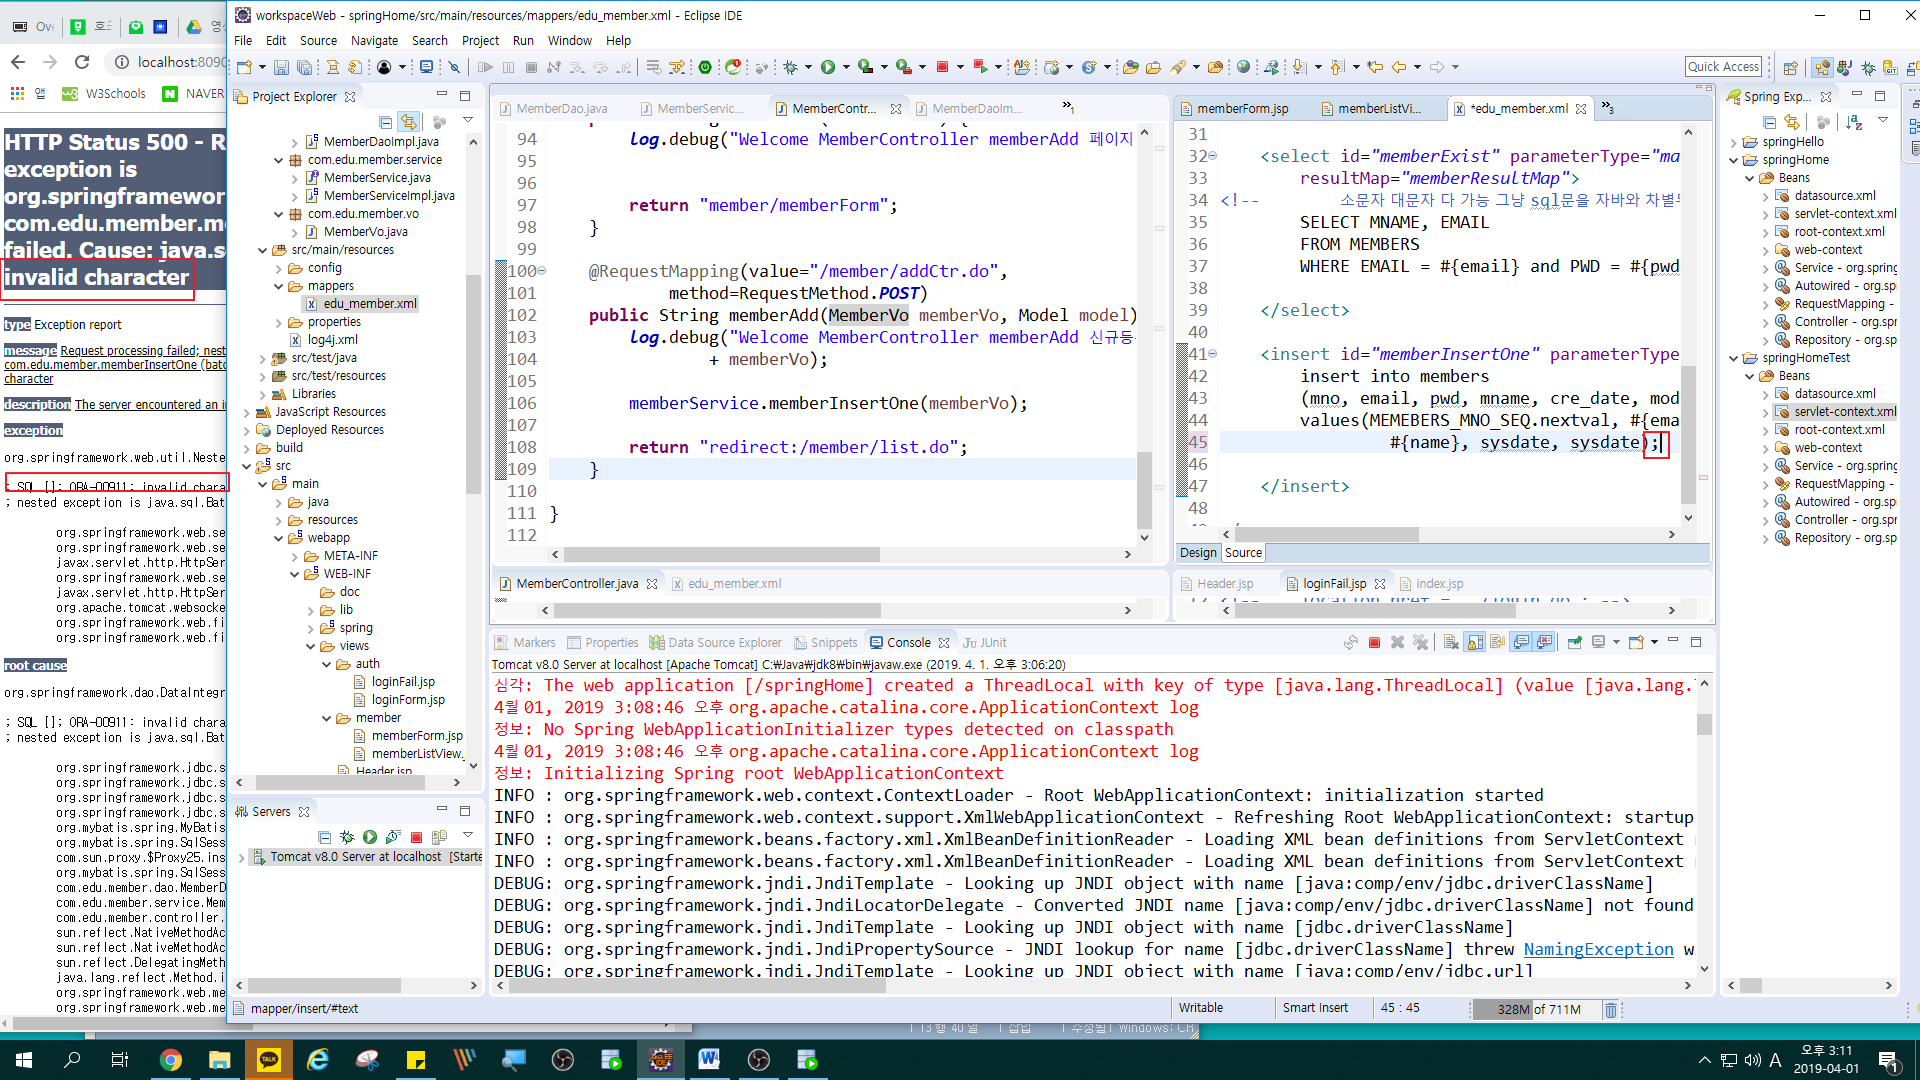 workspaceWeb - springHome/src/main/resources/mappers/edu_member.xml - Eclipse IDE
File Edit Source Navigate Search Project Run Window Help
localhost:8090
Quick Access
W3Schools
NAVER
Project Explorer
MemberDao.java
MemberServic...
MemberContr...
MemberDaoIm...
memberForm.jsp
memberListVi...
*edu_member.xml
Spring Exp...
HTTP Status 500 - R
exception is
org.springframewor
com.edu.member.me
failed. Cause: java.s
invalid character
type Exception report
message Request processing failed; nest
com.edu.member.memberInsertOne (batc
character
description The server encountered an in
exception
org.springframework.web.util.Neste
; SQL []; ORA-00911: invalid chara
; nested exception is java.sql.Bat
org.springframework.web.se
org.springframework.web.se
javax.servlet.http.HttpSer
org.springframework.web.se
javax.servlet.http.HttpSer
org.apache.tomcat.websocke
org.springframework.web.fi
org.springframework.web.fi
root cause
org.springframework.dao.DataIntegr
; SQL []; ORA-00911: invalid chara
; nested exception is java.sql.Bat
org.springframework.jdbc.s
org.springframework.jdbc.s
org.springframework.jdbc.s
org.springframework.jdbc.s
org.mybatis.spring.MyBatis
org.mybatis.spring.SqlSess
com.sun.proxy.$Proxy25.ins
org.mybatis.spring.SqlSess
com.edu.member.dao.MemberD
com.edu.member.service.Mem
com.edu.member.controller.
sun.reflect.NativeMethodAc
sun.reflect.NativeMethodAc
sun.reflect.DelegatingMeth
java.lang.reflect.Method.i
org.springframework.web.me
org.springframework.web.me
MemberDaoImpl.java
com.edu.member.service
MemberService.java
MemberServiceImpl.java
com.edu.member.vo
MemberVo.java
src/main/resources
config
mappers
edu_member.xml
properties
log4j.xml
src/test/java
src/test/resources
Libraries
JavaScript Resources
Deployed Resources
build
src
main
java
resources
webapp
META-INF
WEB-INF
doc
lib
spring
views
auth
loginFail.jsp
loginForm.jsp
member
memberForm.jsp
memberListView.
Header.jsp
Servers
Tomcat v8.0 Server at localhost [Starte
94 log.debug("Welcome MemberController memberAdd 페이지
95
96
97 return "member/memberForm";
98 }
99
100 @RequestMapping(value="/member/addCtr.do",
101 method=RequestMethod.POST)
102 public String memberAdd(MemberVo memberVo, Model model)
103 log.debug("Welcome MemberController memberAdd 신규등
104 + memberVo);
105
106 memberService.memberInsertOne(memberVo);
107
108 return "redirect:/member/list.do";
109 }
110
111 }
112
31
32 <select id="memberExist" parameterType="ma
33 resultMap="memberResultMap">
34 <!-- 소문자 대문자 다 가능 그냥 sql문을 자바와 차별
35 SELECT MNAME, EMAIL
36 FROM MEMBERS
37 WHERE EMAIL = #{email} and PWD = #{pwd
38
39 </select>
40
41 <insert id="memberInsertOne" parameterType
42 insert into members
43 (mno, email, pwd, mname, cre_date, mod
44 values(MEMEBERS_MNO_SEQ.nextval, #{ema
45 #{name}, sysdate, sysdate);
46
47 </insert>
48
Design Source
MemberController.java
edu_member.xml
Header.jsp
loginFail.jsp
index.jsp
springHello
springHome
Beans
datasource.xml
servlet-context.xml
root-context.xml
web-context
Service - org.spring
Autowired - org.sp
RequestMapping -
Controller - org.spr
Repository - org.sp
springHomeTest
Beans
datasource.xml
servlet-context.xml
root-context.xml
web-context
Service - org.spring
RequestMapping -
Autowired - org.sp
Controller - org.spr
Repository - org.sp
Markers Properties Data Source Explorer Snippets Console JUnit
Tomcat v8.0 Server at localhost [Apache Tomcat] C:\Java\jdk8\bin\javaw.exe (2019. 4. 1. 오후 3:06:20)
심각: The web application [/springHome] created a ThreadLocal with key of type [java.lang.ThreadLocal] (value [java.lang.
4월 01, 2019 3:08:46 오후 org.apache.catalina.core.ApplicationContext log
정보: No Spring WebApplicationInitializer types detected on classpath
4월 01, 2019 3:08:46 오후 org.apache.catalina.core.ApplicationContext log
정보: Initializing Spring root WebApplicationContext
INFO : org.springframework.web.context.ContextLoader - Root WebApplicationContext: initialization started
INFO : org.springframework.web.context.support.XmlWebApplicationContext - Refreshing Root WebApplicationContext: startup
INFO : org.springframework.beans.factory.xml.XmlBeanDefinitionReader - Loading XML bean definitions from ServletContext
INFO : org.springframework.beans.factory.xml.XmlBeanDefinitionReader - Loading XML bean definitions from ServletContext
DEBUG: org.springframework.jndi.JndiTemplate - Looking up JNDI object with name [java:comp/env/jdbc.driverClassName]
DEBUG: org.springframework.jndi.JndiLocatorDelegate - Converted JNDI name [java:comp/env/jdbc.driverClassName] not found
DEBUG: org.springframework.jndi.JndiTemplate - Looking up JNDI object with name [jdbc.driverClassName]
DEBUG: org.springframework.jndi.JndiPropertySource - JNDI lookup for name [jdbc.driverClassName] threw NamingException w
DEBUG: org.springframework.jndi.JndiTemplate - Looking up JNDI object with name [java:comp/env/jdbc.url]
mapper/insert/#text
Writable
Smart Insert
45 : 45
328M of 711M
13 행 40 열
삽입
TALK
A
오후 3:11
2019-04-01
1